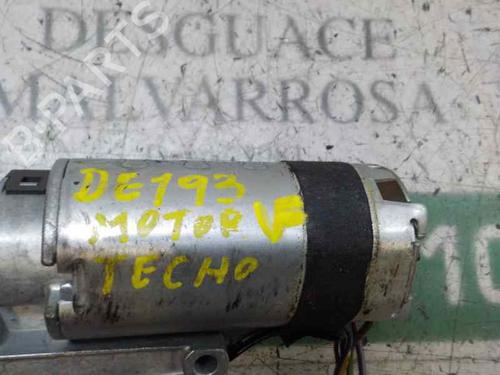 DESGUACE
MALVARROSA
B-PARTS
DE193
MOTOR
TECHO